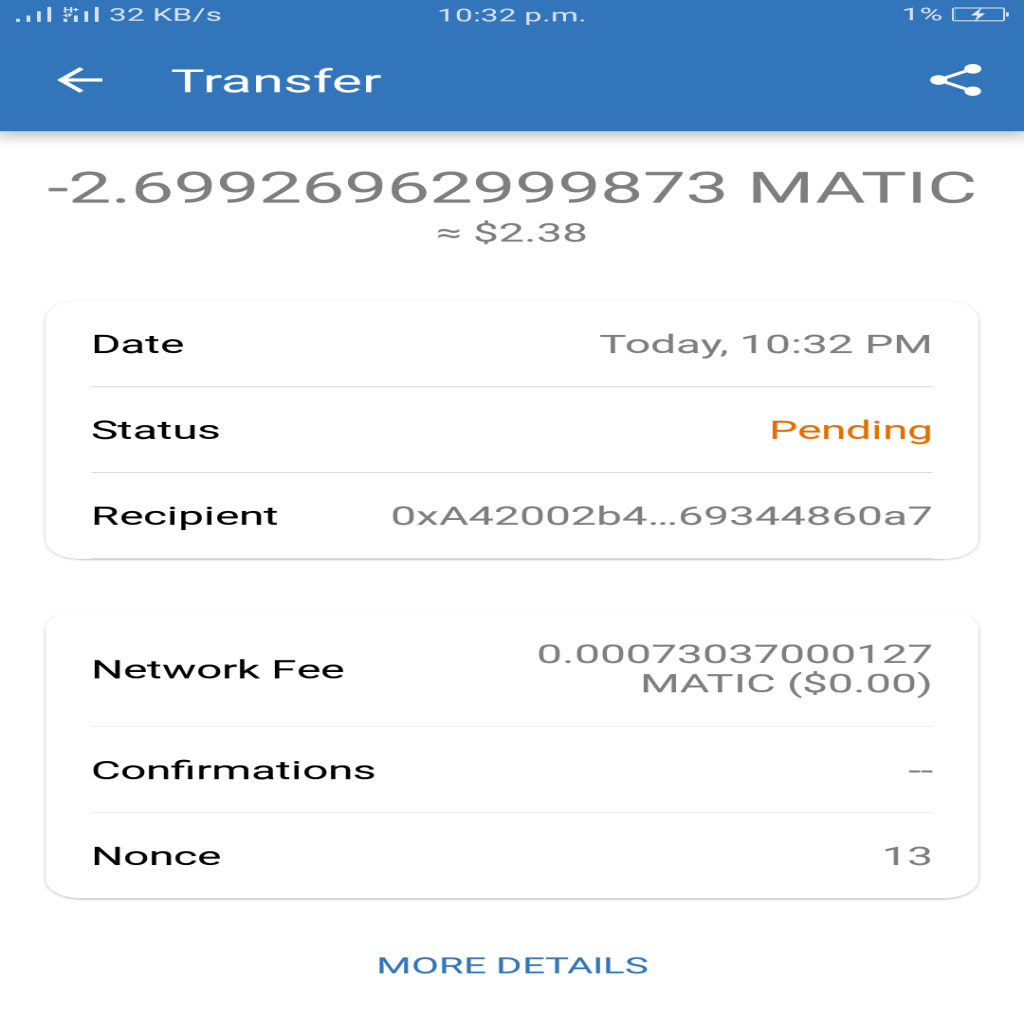 32 KB/s 10:32 p.m. 1%
Transfer
-2.69926962999873 MATIC
≈ $2.38
Date Today, 10:32 PM
Status Pending
Recipient 0xA42002b4...69344860a7
Network Fee 0.00073037000127
MATIC ($0.00)
Confirmations --
Nonce 13
MORE DETAILS